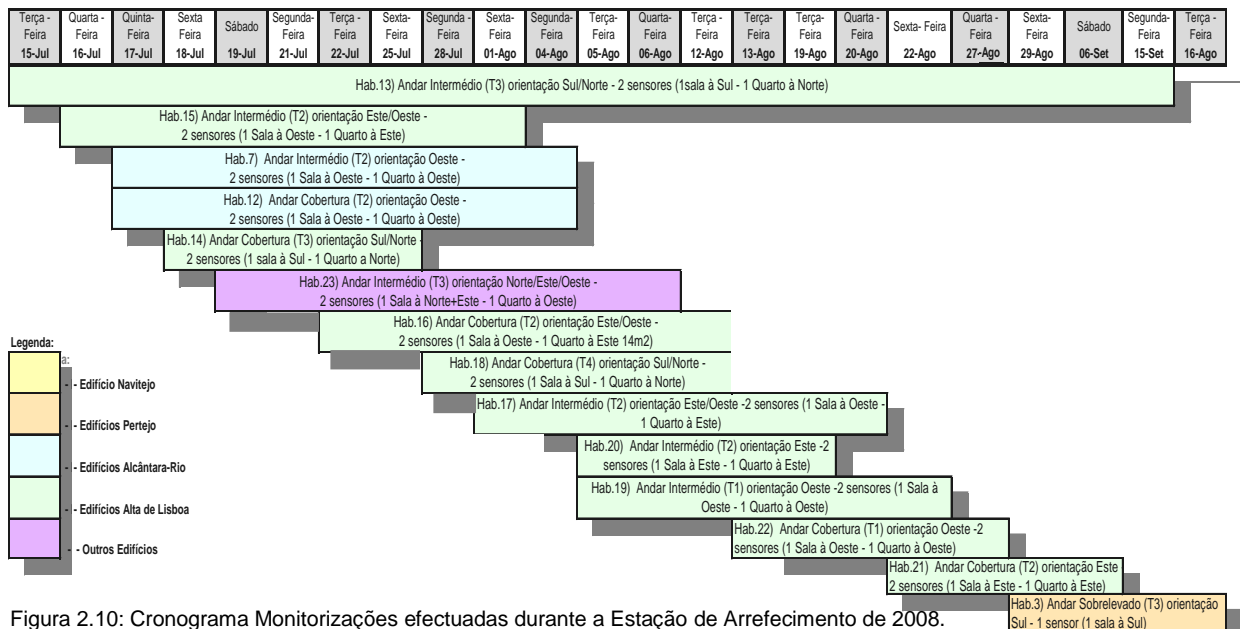 Terça - Feira 15-Jul
Quarta - Feira 16-Jul
Quinta- Feira 17-Jul
Sexta Feira 18-Jul
Sábado 19-Jul
Segunda- Feira 21-Jul
Terça - Feira 22-Jul
Sexta- Feira 25-Jul
Segunda - Feira 28-Jul
Sexta- Feira 01-Ago
Segunda- Feira 04-Ago
Terça- Feira 05-Ago
Quarta- Feira 06-Ago
Terça- Feira 12-Ago
Terça- Feira 13-Ago
Terça- Feira 19-Ago
Quarta - Feira 20-Ago
Sexta- Feira 22-Ago
Quarta - Feira 27-Ago
Sexta- Feira 29-Ago
Sábado 06-Set
Segunda- Feira 15-Set
Terça - Feira 16-Ago
Hab.13) Andar Intermédio (T3) orientação Sul/Norte - 2 sensores (1sala à Sul - 1 Quarto à Norte)
Hab.15) Andar Intermédio (T2) orientação Este/Oeste -
2 sensores (1 Sala à Oeste - 1 Quarto à Este)
Hab.7) Andar Intermédio (T2) orientação Oeste -
2 sensores (1 Sala à Oeste - 1 Quarto à Oeste)
Hab.12) Andar Cobertura (T2) orientação Oeste -
2 sensores (1 Sala à Oeste - 1 Quarto à Oeste)
Hab.14) Andar Cobertura (T3) orientação Sul/Norte -
2 sensores (1 sala à Sul - 1 Quarto a Norte)
Hab.23) Andar Intermédio (T3) orientação Norte/Este/Oeste -
2 sensores (1 Sala à Norte+Este - 1 Quarto à Oeste)
Hab.16) Andar Cobertura (T2) orientação Este/Oeste -
2 sensores (1 Sala à Oeste - 1 Quarto à Este 14m2)
Hab.18) Andar Cobertura (T4) orientação Sul/Norte -
2 sensores (1 Sala à Sul - 1 Quarto à Norte)
Hab.17) Andar Intermédio (T2) orientação Este/Oeste -2 sensores (1 Sala à Oeste -
1 Quarto à Este)
Hab.20) Andar Intermédio (T2) orientação Este -2
sensores (1 Sala à Este - 1 Quarto à Este)
Hab.19) Andar Intermédio (T1) orientação Oeste -2 sensores (1 Sala à
Oeste - 1 Quarto à Oeste)
Hab.22) Andar Cobertura (T1) orientação Oeste -2
sensores (1 Sala à Oeste - 1 Quarto à Oeste)
Hab.21) Andar Cobertura (T2) orientação Este
2 sensores (1 Sala à Este - 1 Quarto à Este)
Hab.3) Andar Sobrelevado (T3) orientação
Sul - 1 sensor (1 sala à Sul)
Legenda:
a:
- - Edifício Navitejo
- - Edifícios Pertejo
- - Edifícios Alcântara-Rio
- - Edifícios Alta de Lisboa
- - Outros Edifícios
Figura 2.10: Cronograma Monitorizações efectuadas durante a Estação de Arrefecimento de 2008.